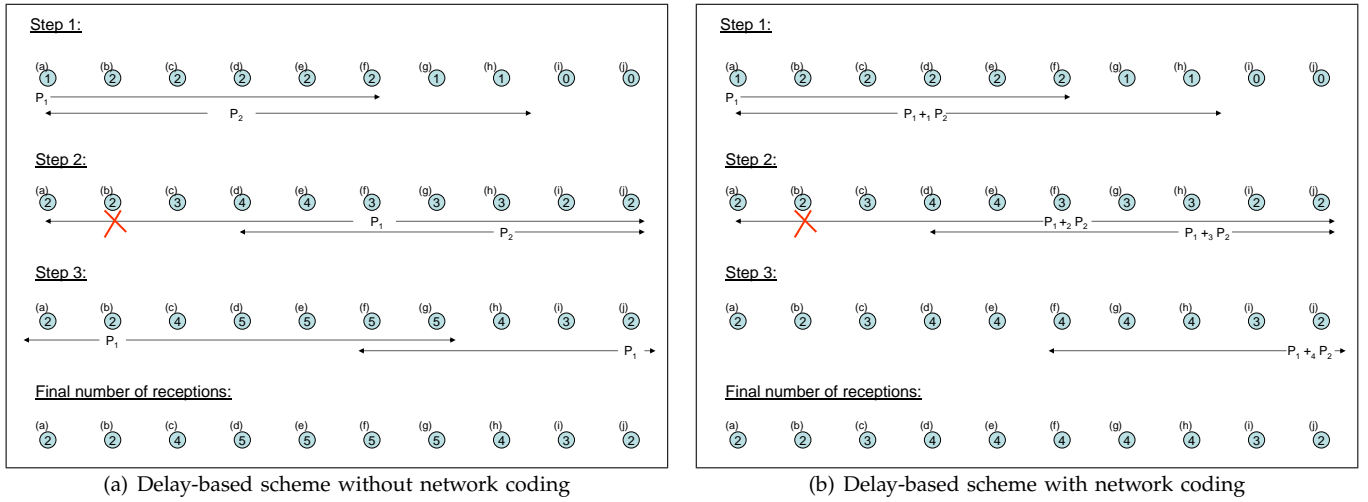 Step 1:
(a) (b) (c) (d) (e) (f) (g) (h) (i) (j)
1 2 2 2 2 2 1 1 0 0
P1
P2
Step 2:
(a) (b) (c) (d) (e) (f) (g) (h) (i) (j)
2 2 3 4 4 3 3 3 2 2
P1
P2
Step 3:
(a) (b) (c) (d) (e) (f) (g) (h) (i) (j)
2 2 4 5 5 5 5 4 3 2
P1
P1
Final number of receptions:
(a) (b) (c) (d) (e) (f) (g) (h) (i) (j)
2 2 4 5 5 5 5 4 3 2
(a) Delay-based scheme without network coding
Step 1:
(a) (b) (c) (d) (e) (f) (g) (h) (i) (j)
1 2 2 2 2 2 1 1 0 0
P1
P1 +1 P2
Step 2:
(a) (b) (c) (d) (e) (f) (g) (h) (i) (j)
2 2 3 4 4 3 3 3 2 2
P1 +2 P2
P1 +3 P2
Step 3:
(a) (b) (c) (d) (e) (f) (g) (h) (i) (j)
2 2 3 4 4 4 4 4 3 2
P1 +4 P2
Final number of receptions:
(a) (b) (c) (d) (e) (f) (g) (h) (i) (j)
2 2 3 4 4 4 4 4 3 2
(b) Delay-based scheme with network coding